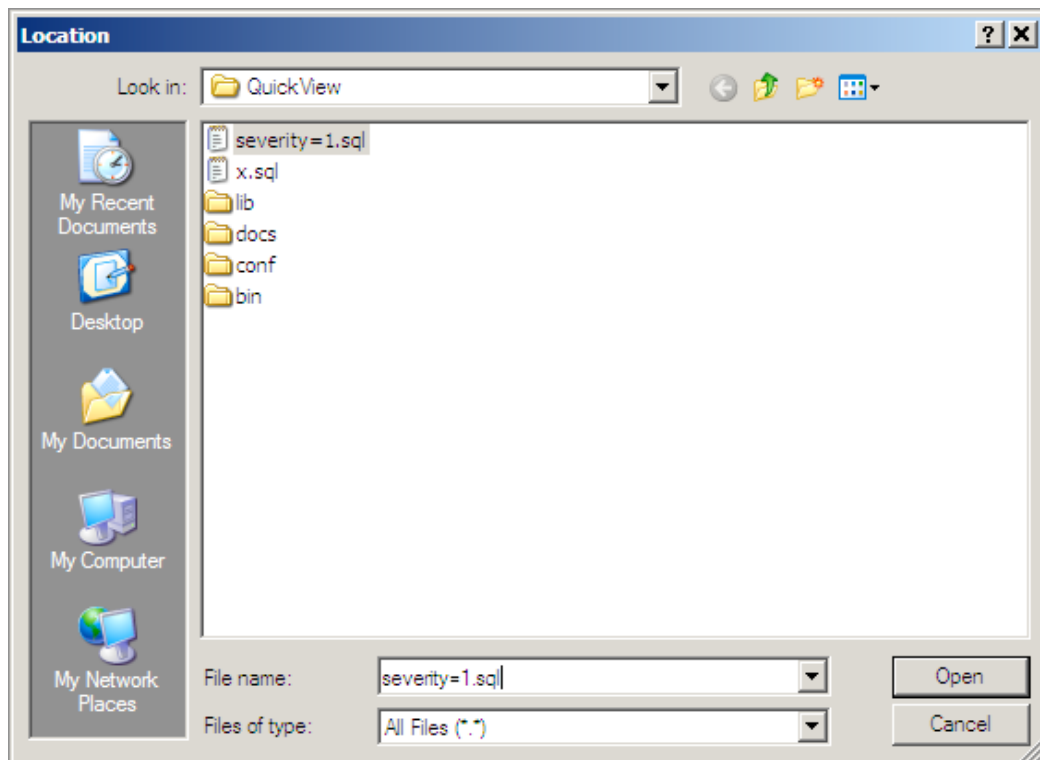 Location
Look in:
QuickView
severity=1.sql
x.sql
lib
docs
conf
bin
My Recent
Documents
Desktop
My Documents
My Computer
My Network
Places
File name:
severity=1.sql
Open
Files of type:
All Files (*.*)
Cancel